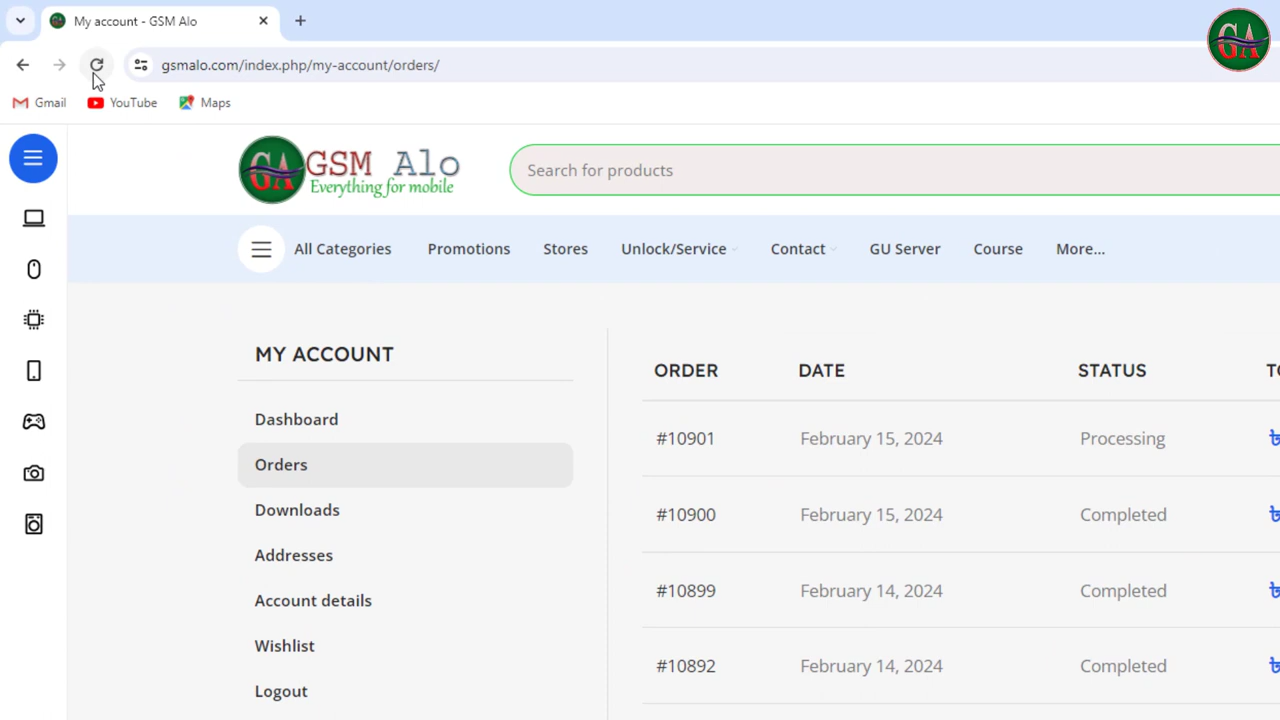 My account - GSM Alo
gsmalo.com/index.php/my-account/orders/
GA
Gmail YouTube Maps
GA GSM Alo
Everything for mobile
Search for products
All Categories Promotions Stores Unlock/Service Contact GU Server Course More...
MY ACCOUNT
Dashboard
Orders
Downloads
Addresses
Account details
Wishlist
Logout
ORDER DATE STATUS
#10901 February 15, 2024 Processing ৳
#10900 February 15, 2024 Completed ৳
#10899 February 14, 2024 Completed ৳
#10892 February 14, 2024 Completed ৳